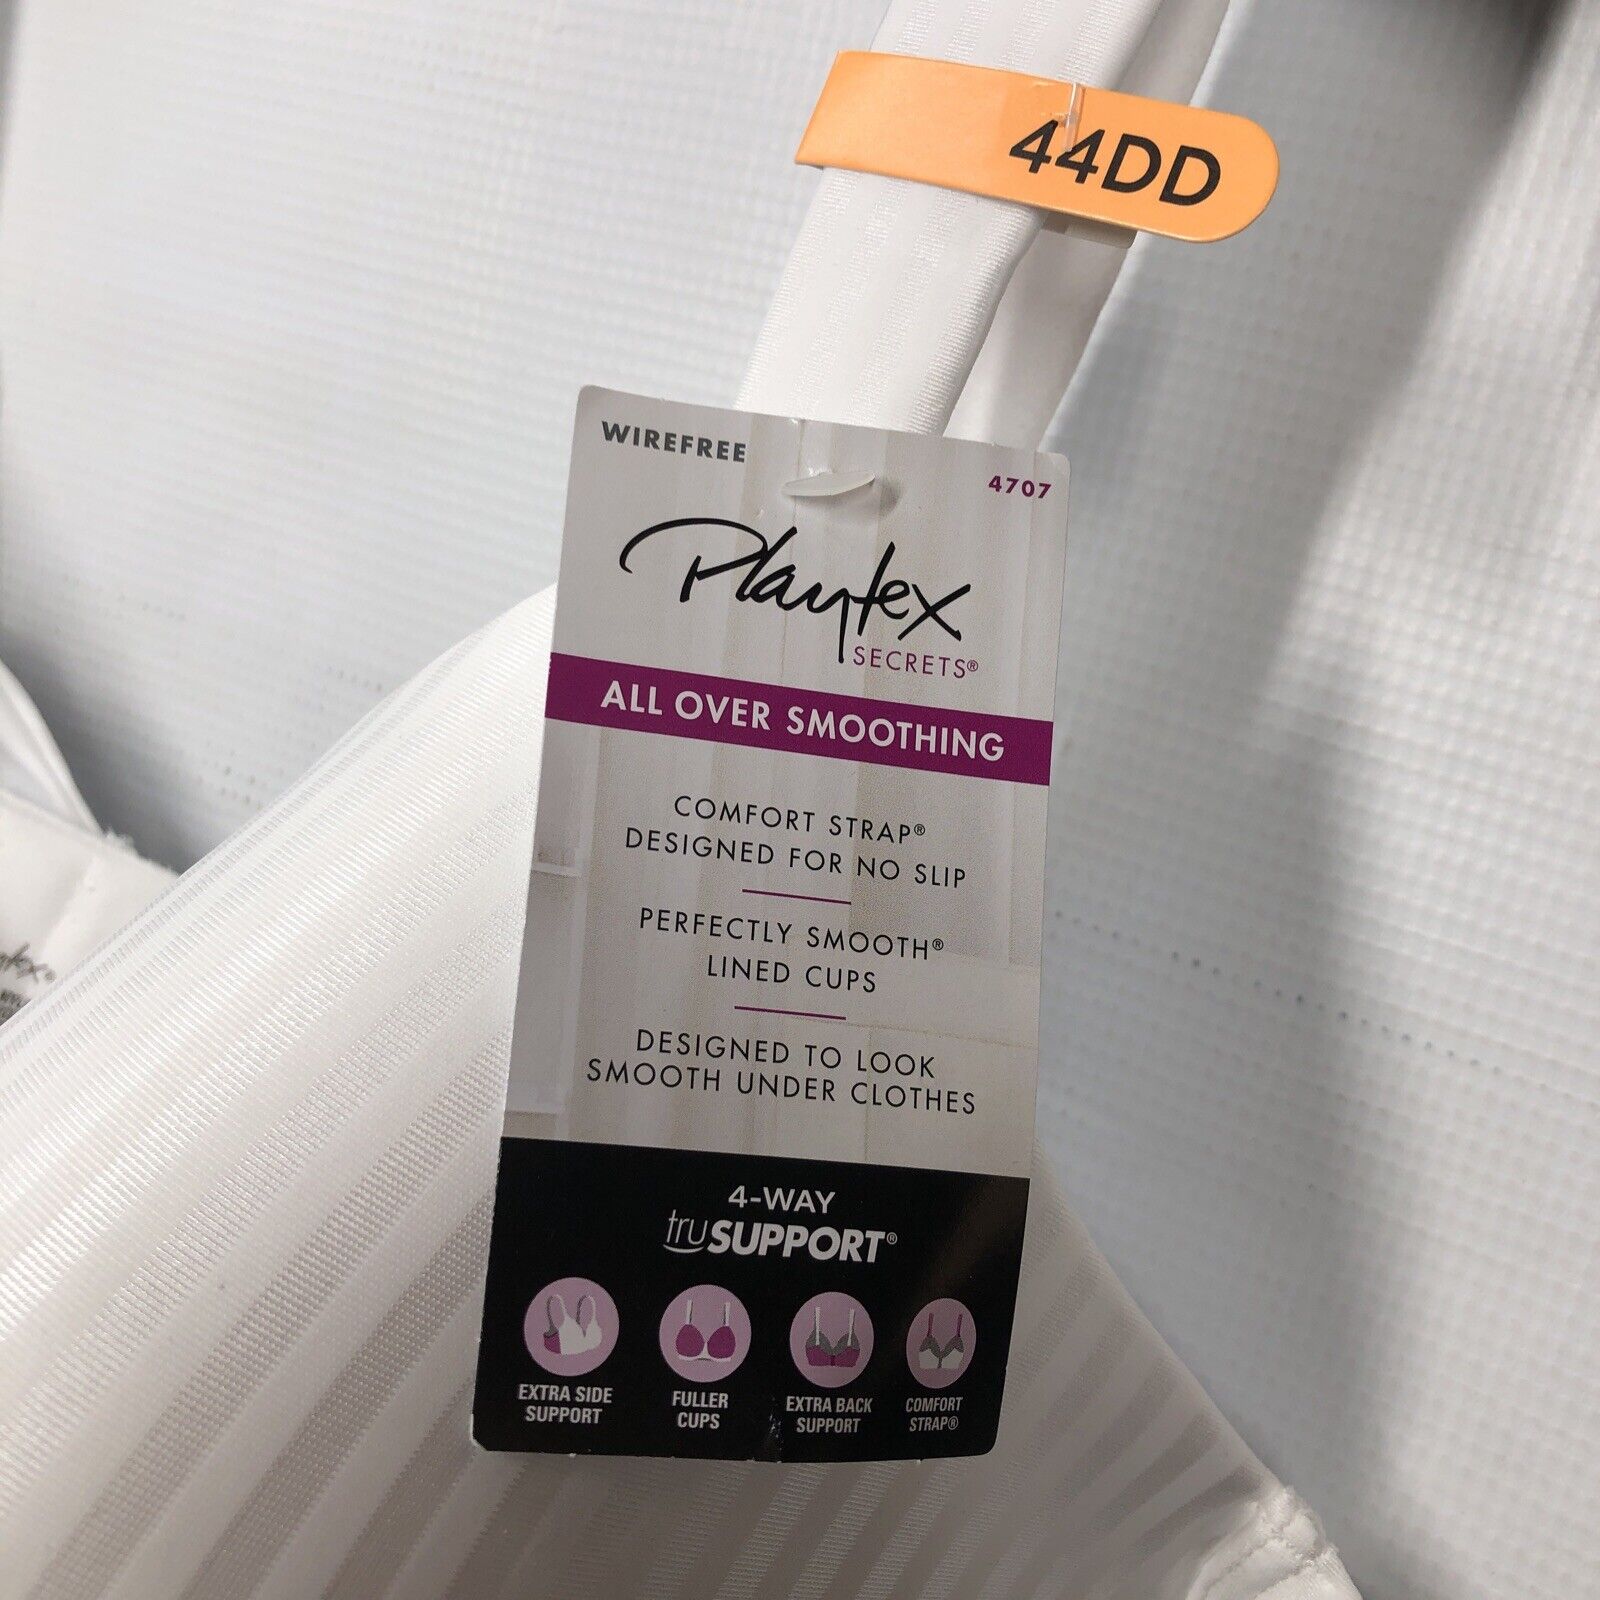 44DD
WIREFREE
4707
Playtex
SECRETS®
ALL OVER SMOOTHING
COMFORT STRAP®
DESIGNED FOR NO SLIP
PERFECTLY SMOOTH®
LINED CUPS
DESIGNED TO LOOK
SMOOTH UNDER CLOTHES
4-WAY
truSUPPORT®
EXTRA SIDE
SUPPORT
FULLER
CUPS
EXTRA BACK
SUPPORT
COMFORT
STRAP®